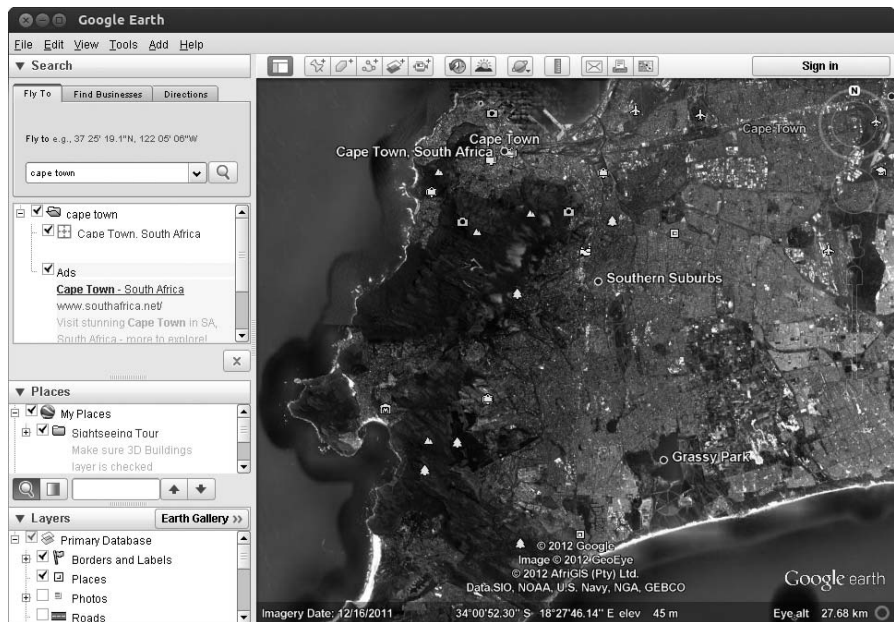 Google Earth
File Edit View Tools Add Help
Search
Sign in
Fly To Find Businesses Directions
Fly to e.g., 37 25' 19.1"N, 122 05' 06"W
cape town
cape town
Cape Town, South Africa
Ads
Cape Town - South Africa
www.southafrica.net/
Visit stunning Cape Town in SA,
South Africa - more to explore!
Places
My Places
Sightseeing Tour
Make sure 3D Buildings
layer is checked
Layers Earth Gallery >>
Primary Database
Borders and Labels
Places
Photos
Roads
N
Cape Town
Cape Town
Cape Town, South Africa
Southern Suburbs
Grassy Park
© 2012 Google
Image © 2012 GeoEye
© 2012 AfriGIS (Pty) Ltd.
Data SIO, NOAA, U.S. Navy, NGA, GEBCO
Google earth
Imagery Date: 12/16/2011 34°00'52.30" S 18°27'46.14" E elev 45 m Eye alt 27.68 km